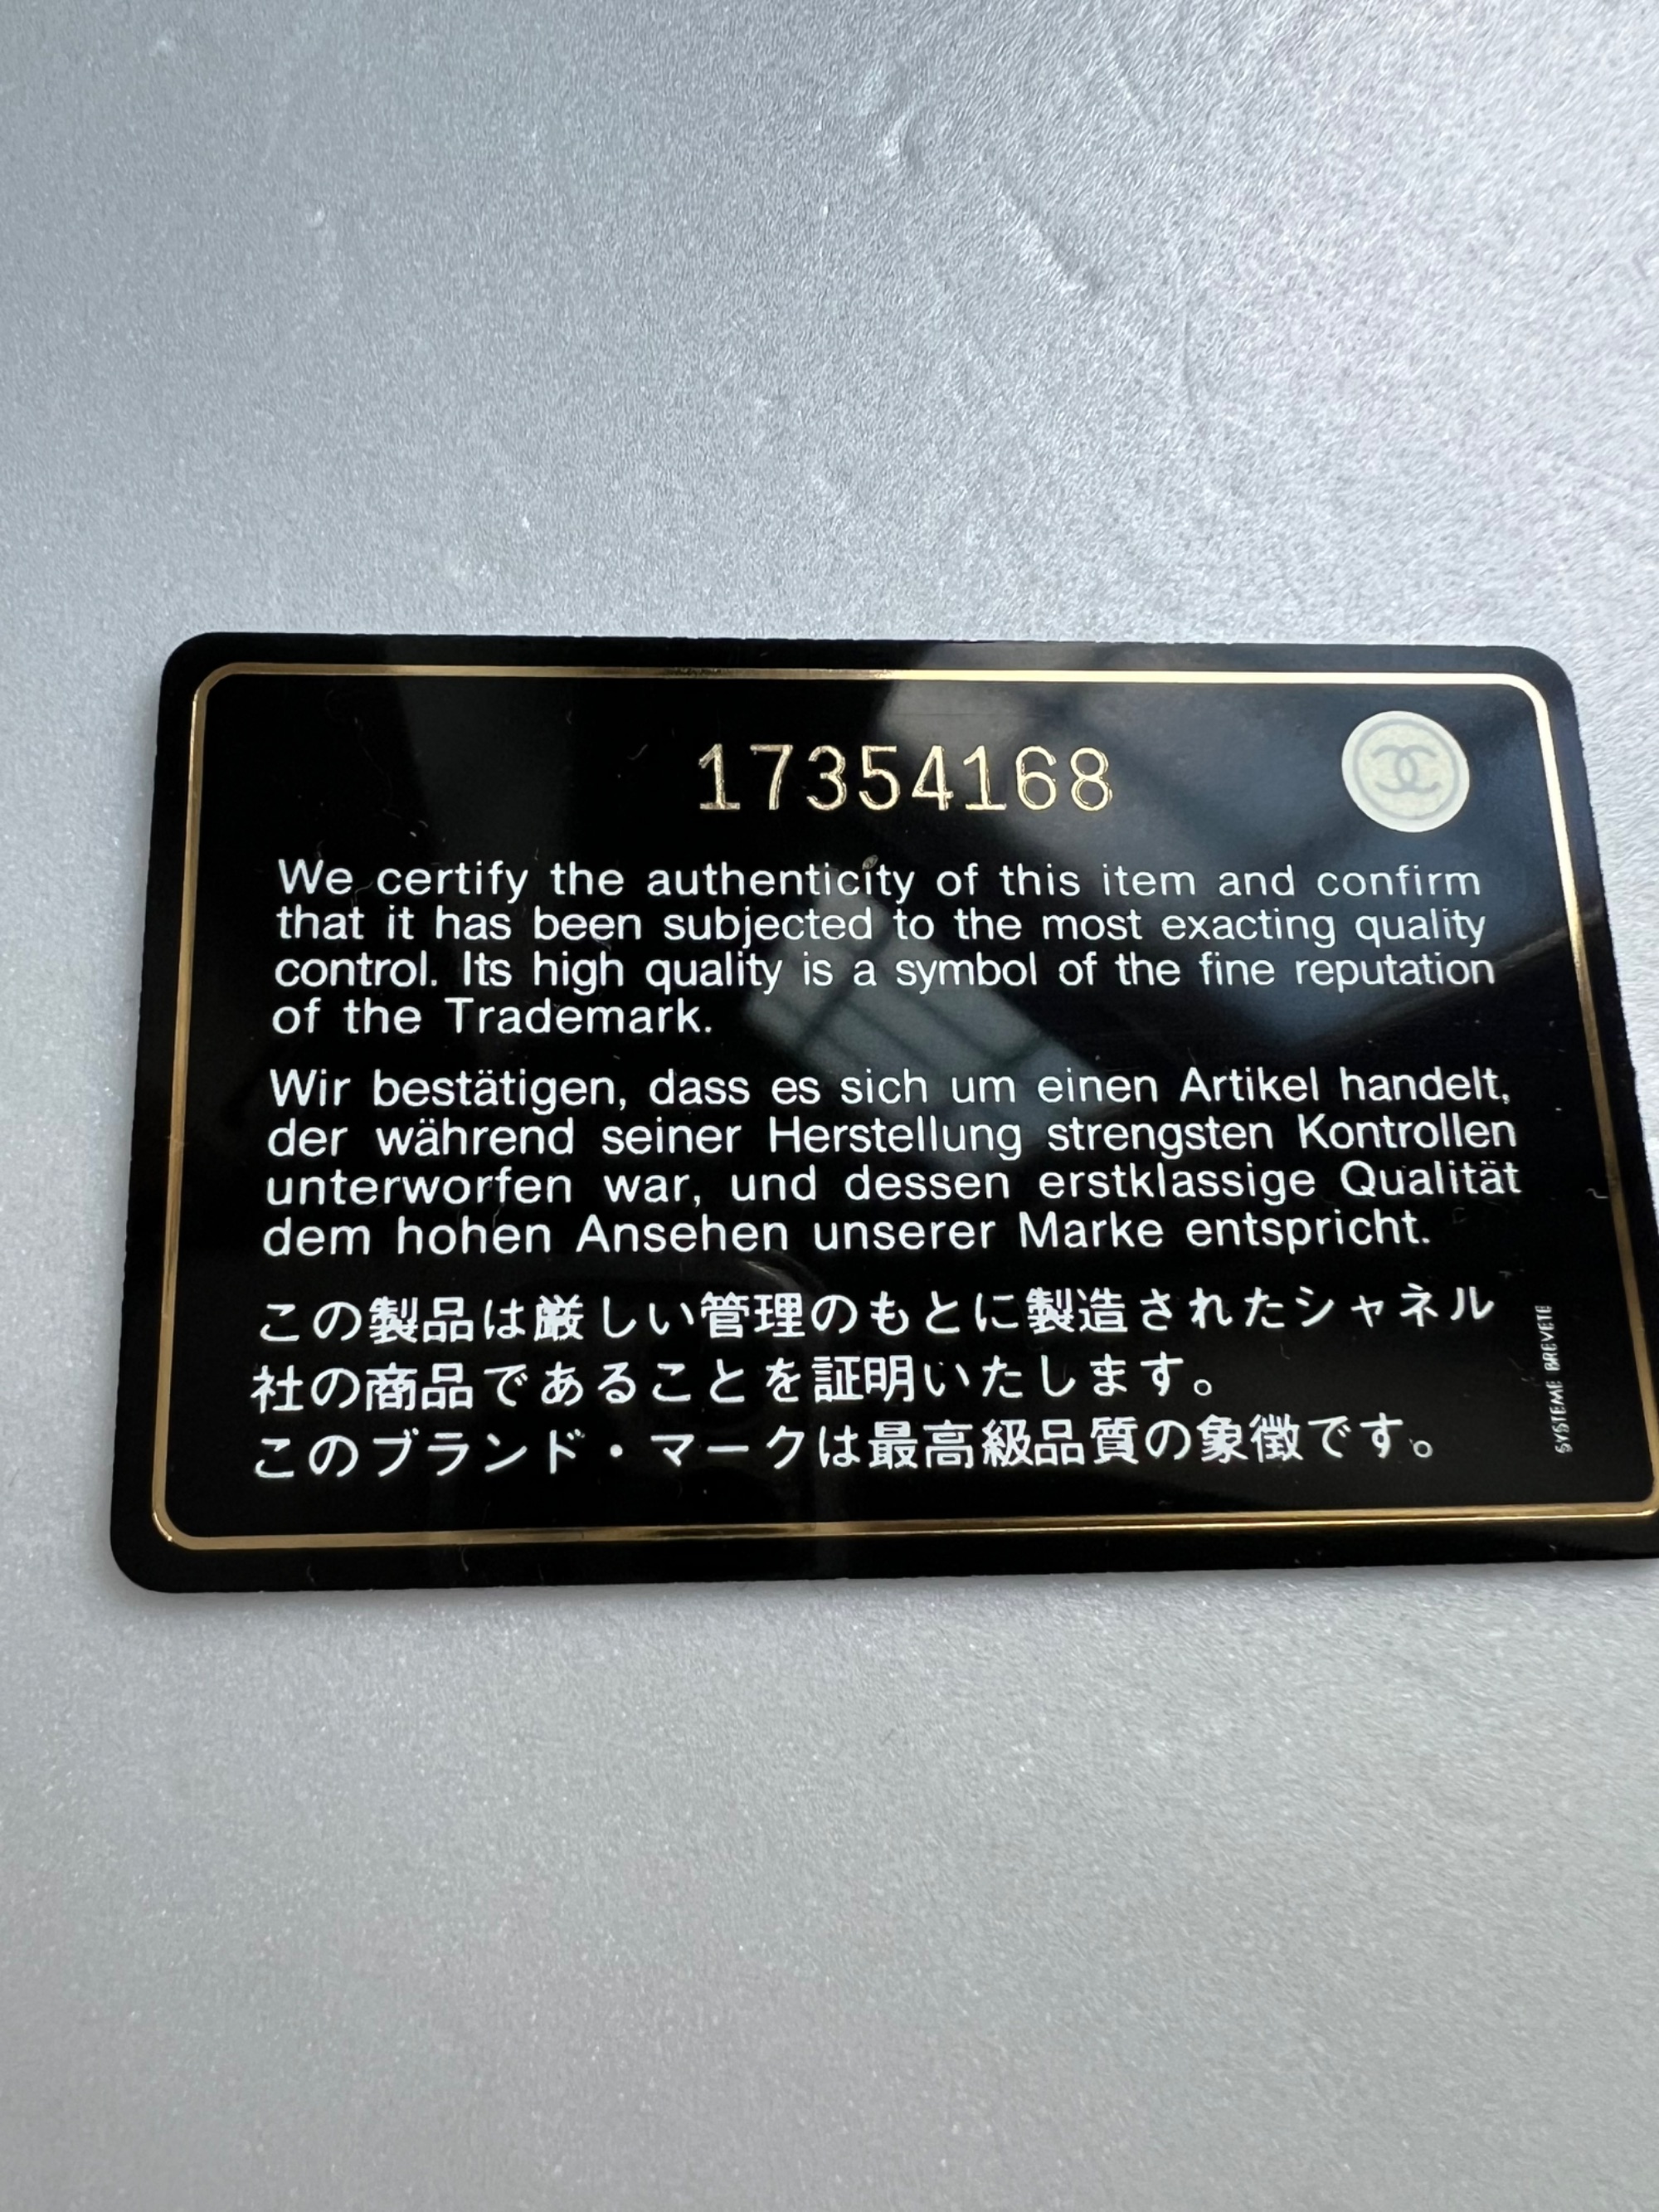 17354168
We certify the authenticity of this item and confirm
that it has been subjected to the most exacting quality
control. Its high quality is a symbol of the fine reputation
of the Trademark.
Wir bestätigen, dass es sich um einen Artikel handelt,
der während seiner Herstellung strengsten Kontrollen
unterworfen war, und dessen erstklassige Qualität
dem hohen Ansehen unserer Marke entspricht.
この製品は厳しい管理のもとに製造されたシャネル
社の商品であることを証明いたします。
このブランド・マークは最高級品質の象徴です。
SYSTEME BREVETE